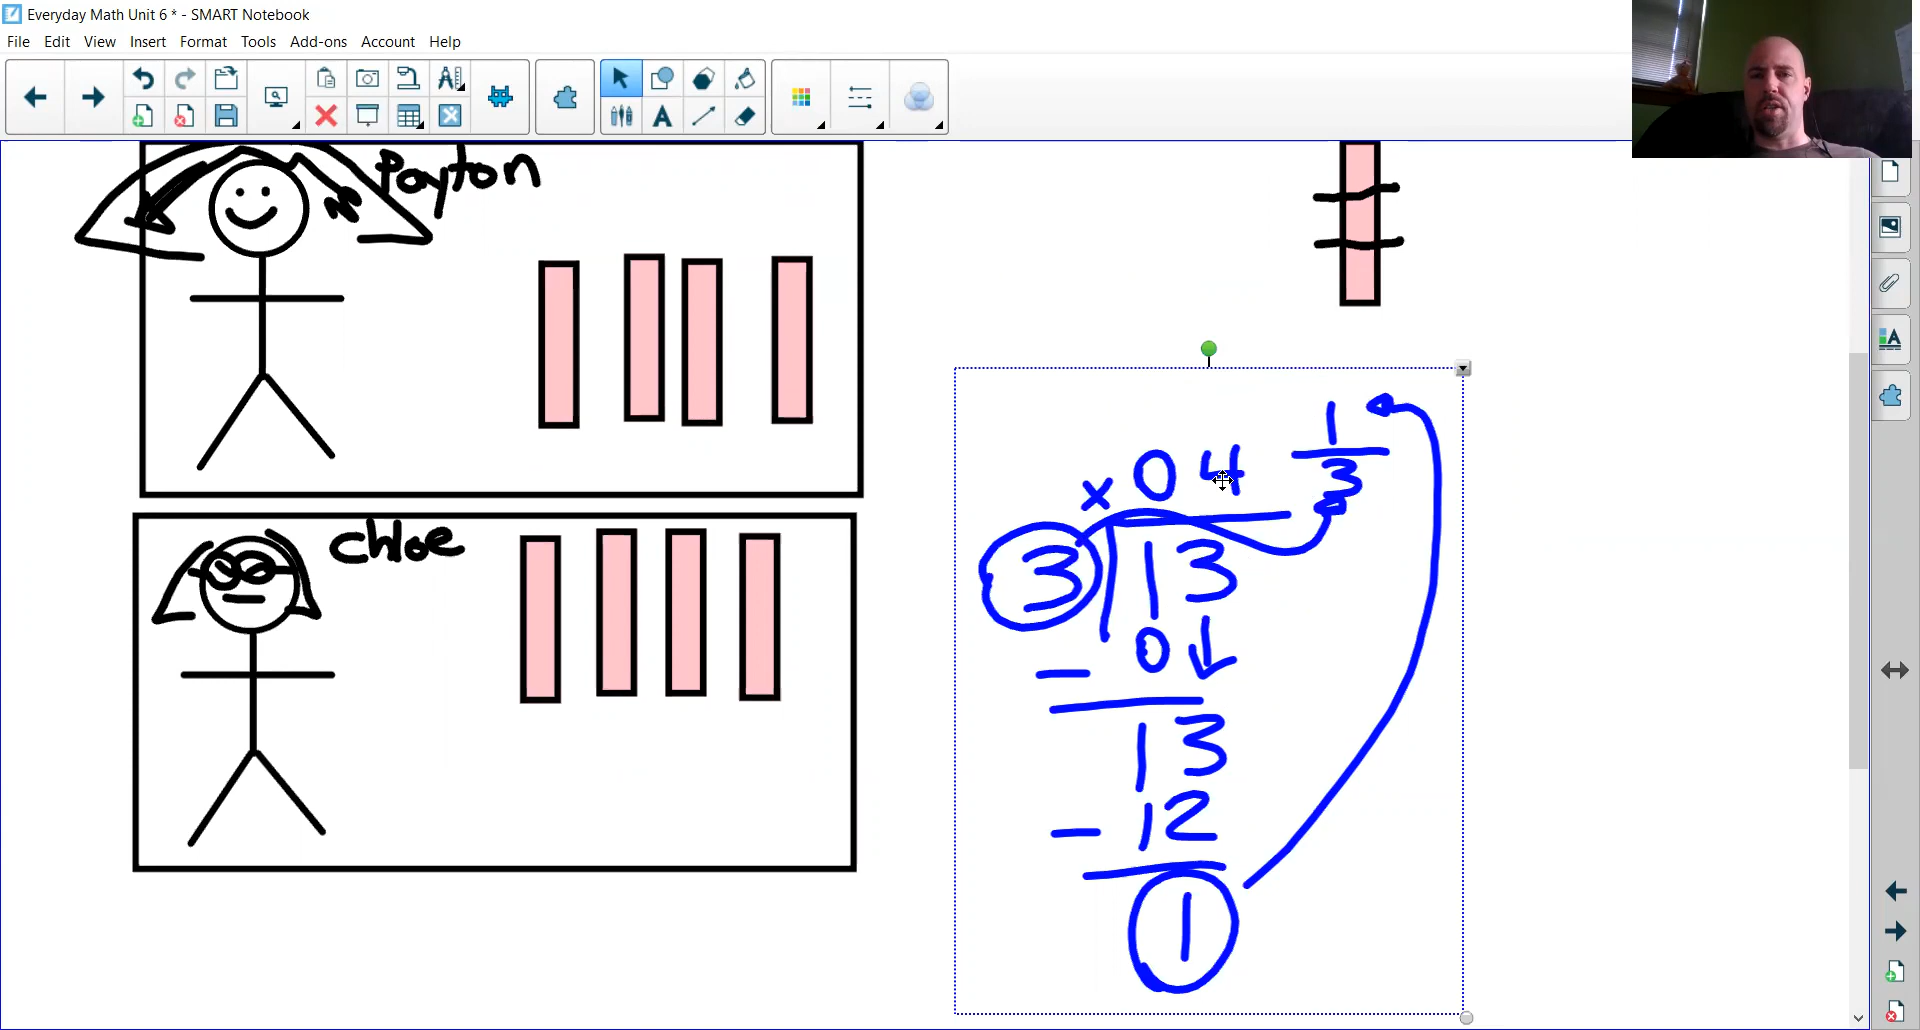 Everyday Math Unit 6 * - SMART Notebook
File Edit View Insert Format Tools Add-ons Account Help
Payton
Chloe
1
x 0 4
3
3 13
0
-
13
- 12
1